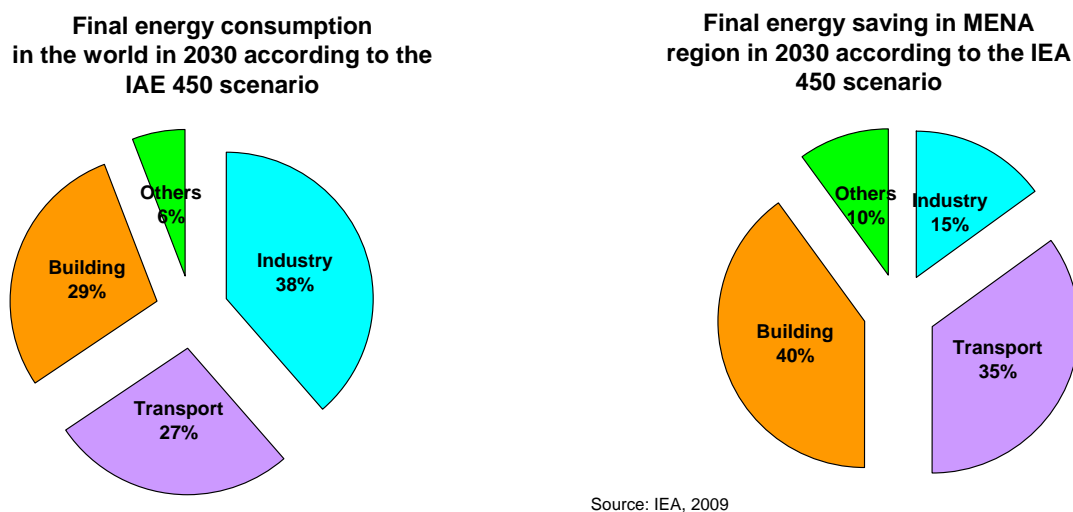 Final energy consumption
in the world in 2030 according to the
IAE 450 scenario
Others
6%
Building
29%
Industry
38%
Transport
27%
Final energy saving in MENA
region in 2030 according to the IEA
450 scenario
Others
10%
Industry
15%
Building
40%
Transport
35%
Source: IEA, 2009